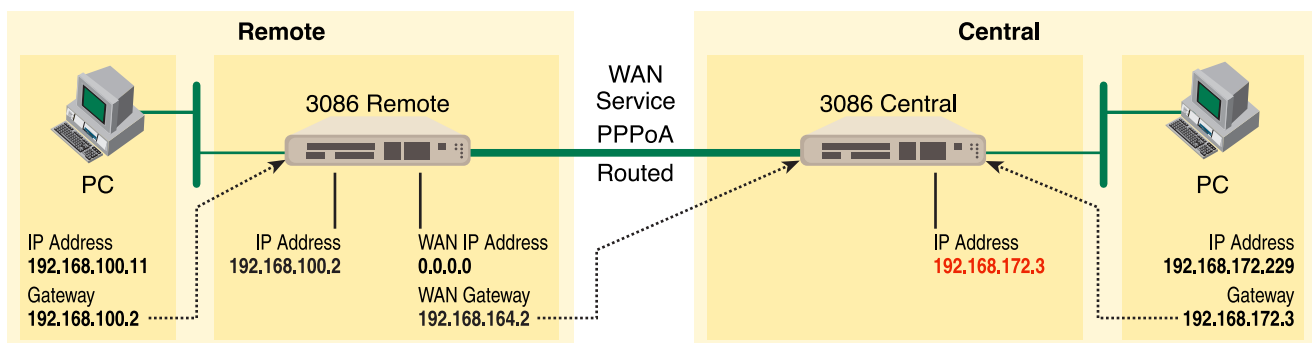 Remote
Central
WAN
Service
PPPoA
Routed
3086 Remote
3086 Central
PC
PC
IP Address
192.168.100.11
Gateway
192.168.100.2
IP Address
192.168.100.2
WAN IP Address
0.0.0.0
WAN Gateway
192.168.164.2
IP Address
192.168.172.3
IP Address
192.168.172.229
Gateway
192.168.172.3